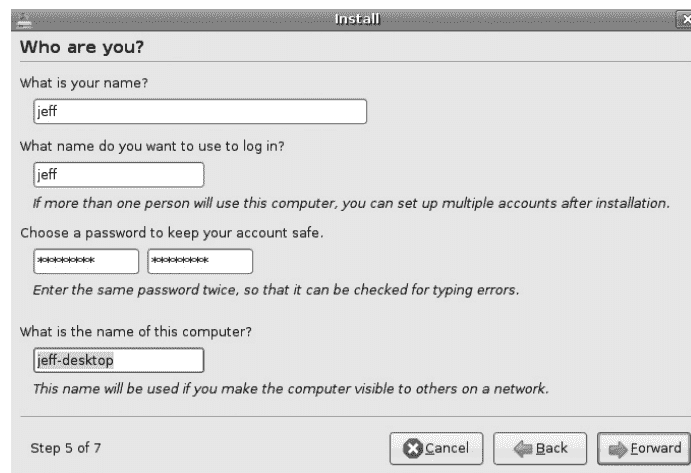 Install
Who are you?
What is your name?
jeff
What name do you want to use to log in?
jeff
If more than one person will use this computer, you can set up multiple accounts after installation.
Choose a password to keep your account safe.
******** ********
Enter the same password twice, so that it can be checked for typing errors.
What is the name of this computer?
jeff-desktop
This name will be used if you make the computer visible to others on a network.
Step 5 of 7 Cancel Back Forward